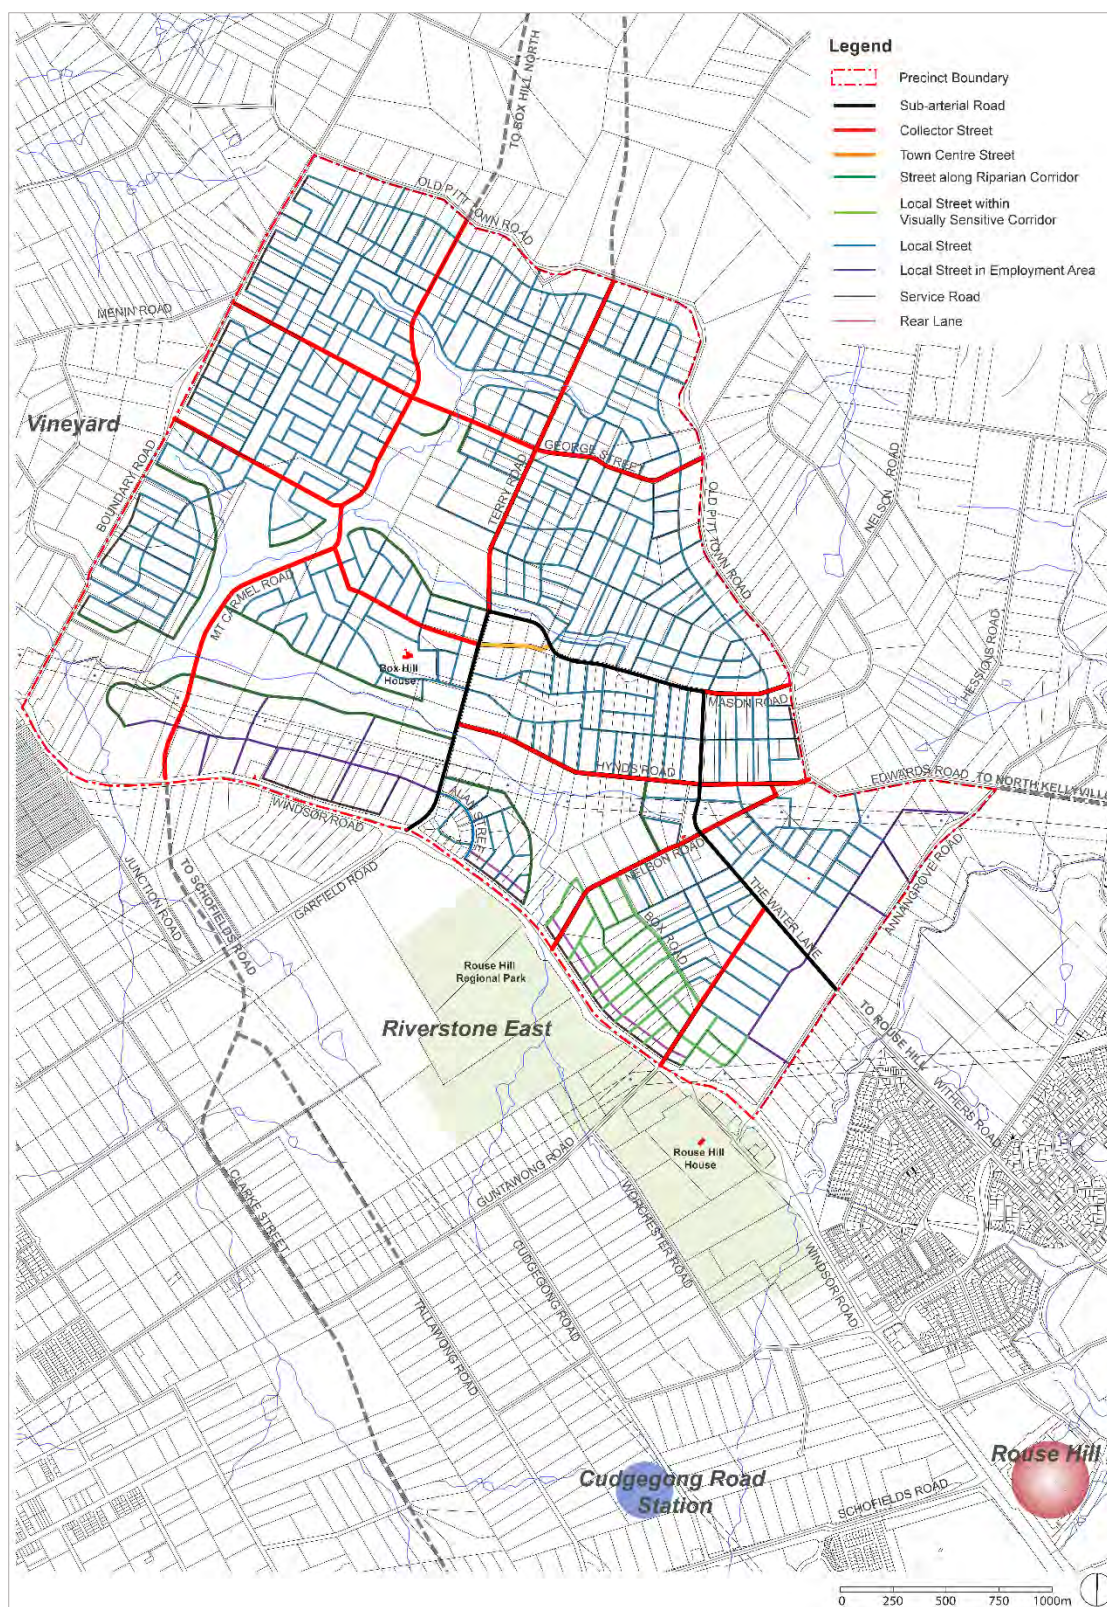 Legend
Precinct Boundary
Sub-arterial Road
Collector Street
Town Centre Street
Street along Riparian Corridor
Local Street within
Visually Sensitive Corridor
Local Street
Local Street in Employment Area
Service Road
Rear Lane
TO BOX HILL NORTH
OLD PITT TOWN ROAD
MENIN ROAD
Vineyard
BOUNDARY ROAD
TERRY ROAD
GEORGE STREET
NELSON ROAD
OLD PITT TOWN ROAD
HESSIONS ROAD
MT CARMEL ROAD
Box Hill
House
MASON ROAD
HYNDS ROAD
EDWARDS ROAD
TO NORTH KELLYVILLE
WINDSOR ROAD
ALAN STREET
JUNCTION ROAD
TO SCHOFIELDS ROAD
GARFIELD ROAD
NELSON ROAD
BOX ROAD
THE WATER LANE
ANNANGROVE ROAD
Rouse Hill
Regional Park
Riverstone East
TO ROUSE HILL
WITHERS ROAD
Rouse Hill
House
GUNTAWONG ROAD
WORCHESTER ROAD
CLARKE STREET
CUDGEGONG ROAD
TALLAWONG ROAD
WINDSOR ROAD
Rouse Hill
Cudgegong Road
Station
SCHOFIELDS ROAD
0 250 500 750 1000m